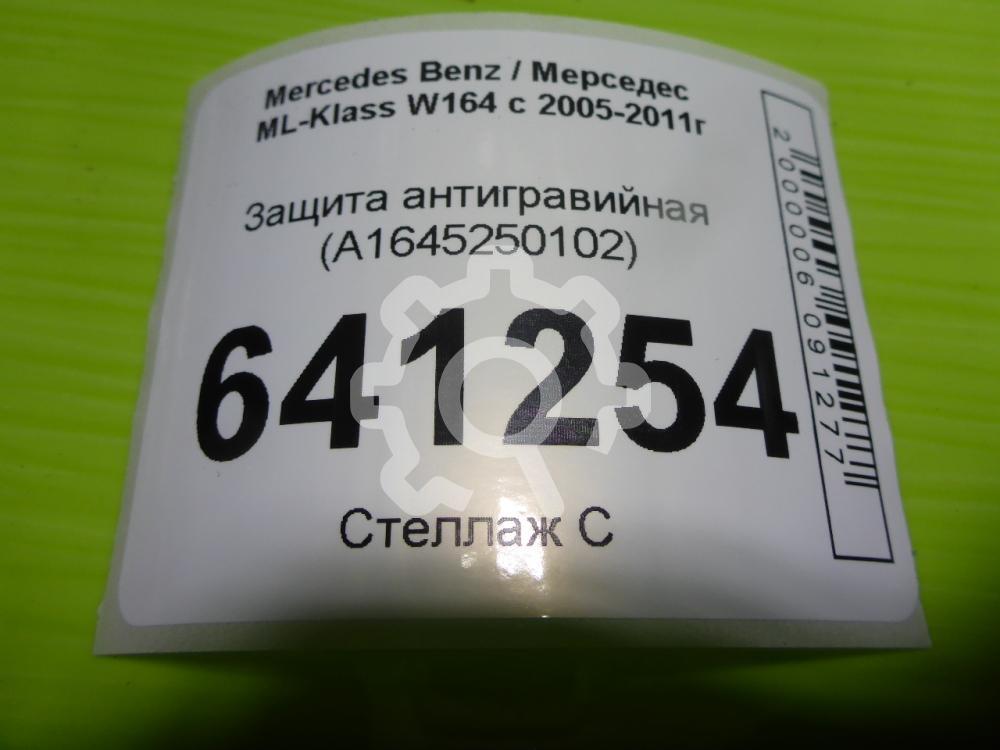 Mercedes Benz / Мерседес
ML-Klass W164 с 2005-2011г
Защита антигравийная
(A1645250102)
641254
Стеллаж С
2000006091277